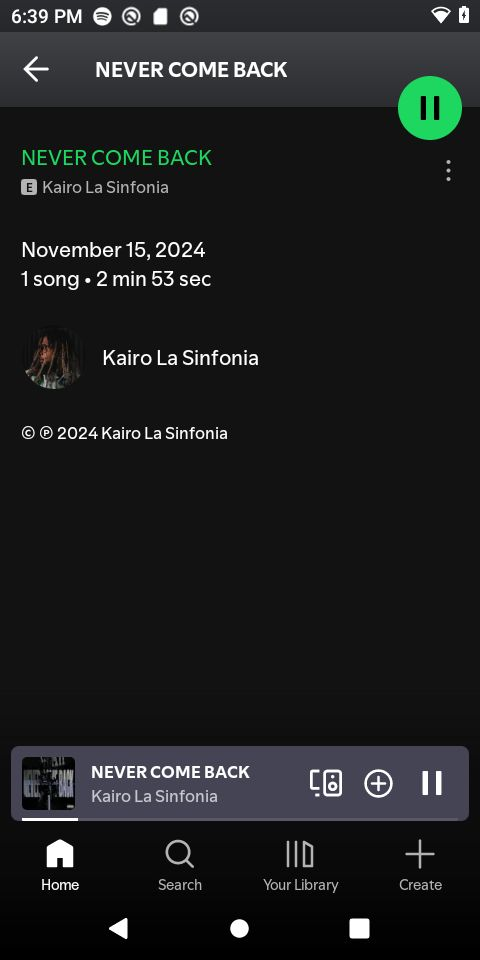 6:39 PM
NEVER COME BACK
NEVER COME BACK
E Kairo La Sinfonia
November 15, 2024
1 song • 2 min 53 sec
Kairo La Sinfonia
© ℗ 2024 Kairo La Sinfonia
NEVER COME BACK
Kairo La Sinfonia
Home
Search
Your Library
Create